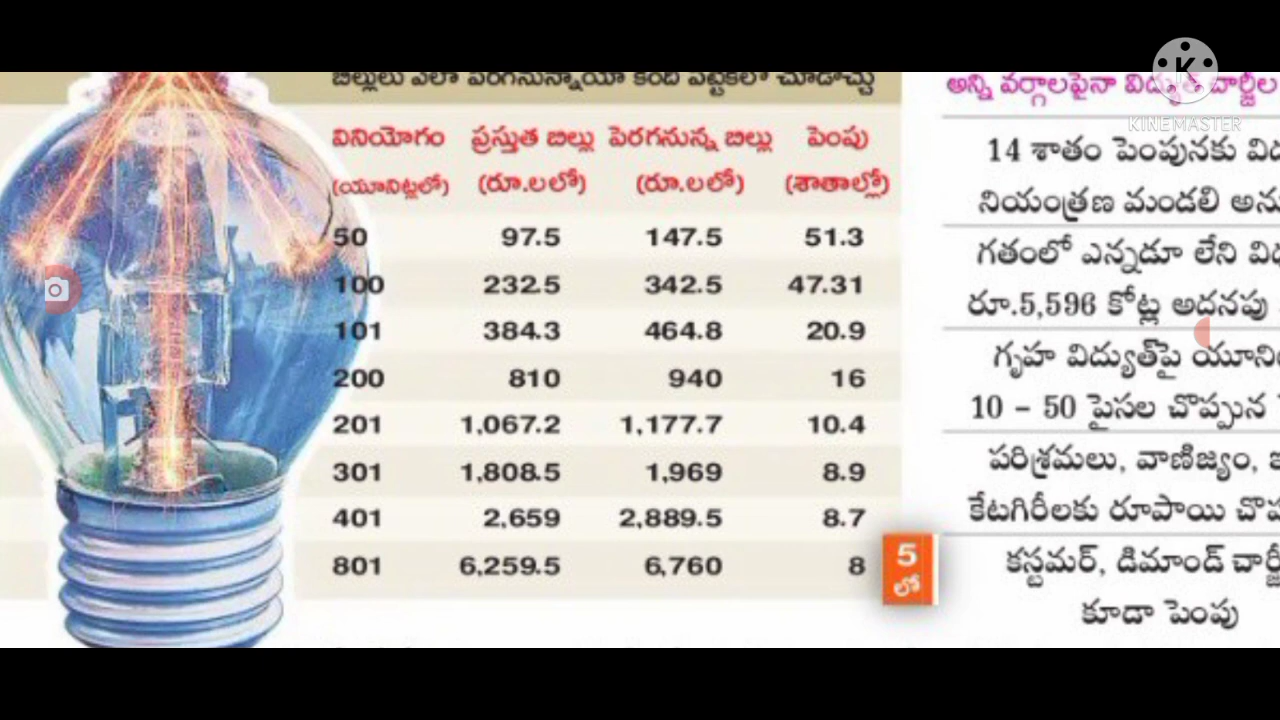 బిల్లులు ఎలా పెరగనున్నాయో కింది పట్టికలో చూడొచ్చు
వినియోగం ప్రస్తుత బిల్లు పెరగనున్న బిల్లు పెంపు
(యూనిట్లలో) (రూ.లలో) (రూ.లలో) (శాతాల్లో)
50 97.5 147.5 51.3
100 232.5 342.5 47.31
101 384.3 464.8 20.9
200 810 940 16
201 1,067.2 1,177.7 10.4
301 1,808.5 1,969 8.9
401 2,659 2,889.5 8.7
801 6,259.5 6,760 8
5
లో
అన్ని వర్గాలపైనా విద్యుత్ చార్జీల
14 శాతం పెంపునకు
నియంత్రణ మండలి
గతంలో ఎన్నడూ లేని
రూ.5,596 కోట్ల అదనపు
గృహ విద్యుత్‌పై
10 – 50 పైసల చొప్పున
పరిశ్రమలు, వాణిజ్యం,
కేటగిరీలకు రూపాయి
కస్టమర్, డిమాండ్
కూడా పెంపు
KINEMASTER